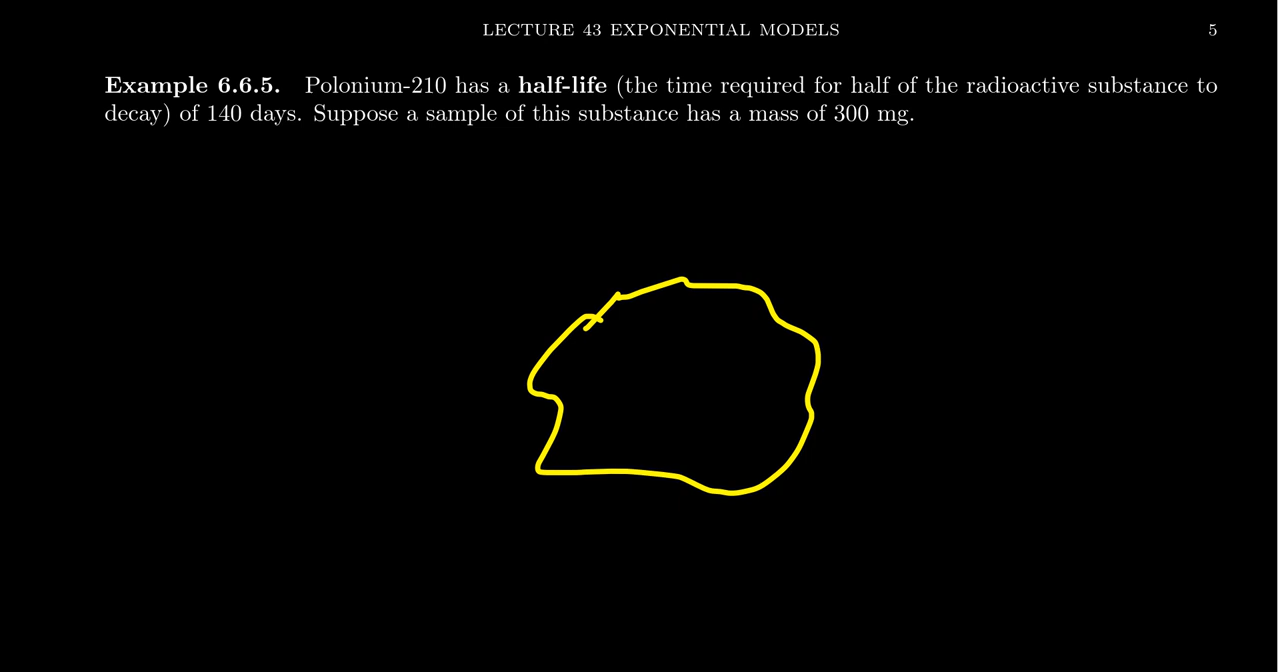 LECTURE 43 EXPONENTIAL MODELS 5
Example 6.6.5. Polonium-210 has a half-life (the time required for half of the radioactive substance to
decay) of 140 days. Suppose a sample of this substance has a mass of 300 mg.